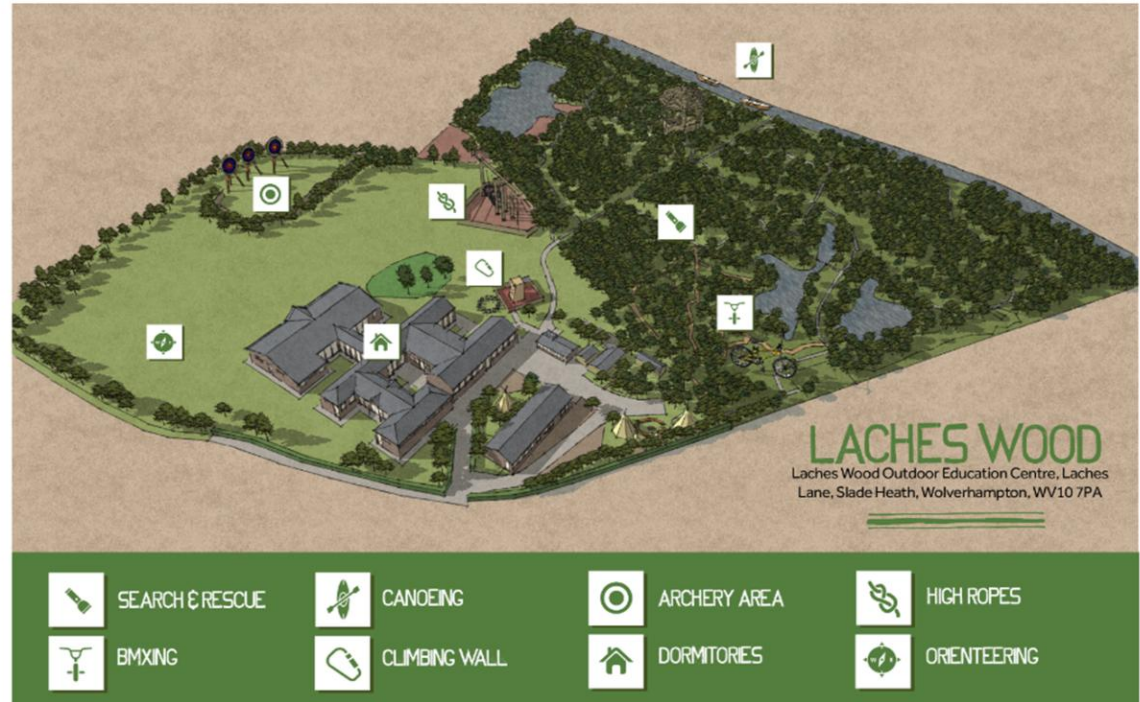 LACHES WOOD
Laches Wood Outdoor Education Centre, Laches
Lane, Slade Heath, Wolverhampton, WV10 7PA
SEARCH & RESCUE
CANOEING
ARCHERY AREA
HIGH ROPES
BMXING
CLIMBING WALL
DORMITORIES
ORIENTEERING